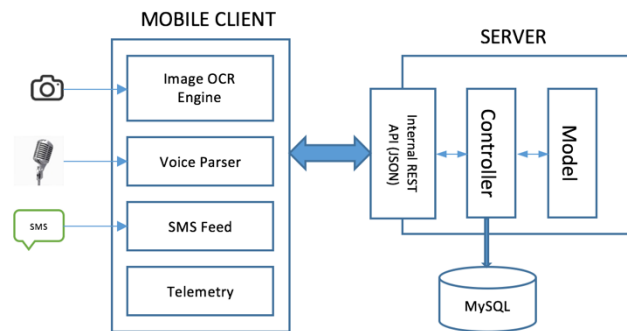 MOBILE CLIENT
SERVER
Image OCR
Engine
Voice Parser
SMS
SMS Feed
Telemetry
Internal REST
API (JSON)
Controller
Model
MySQL